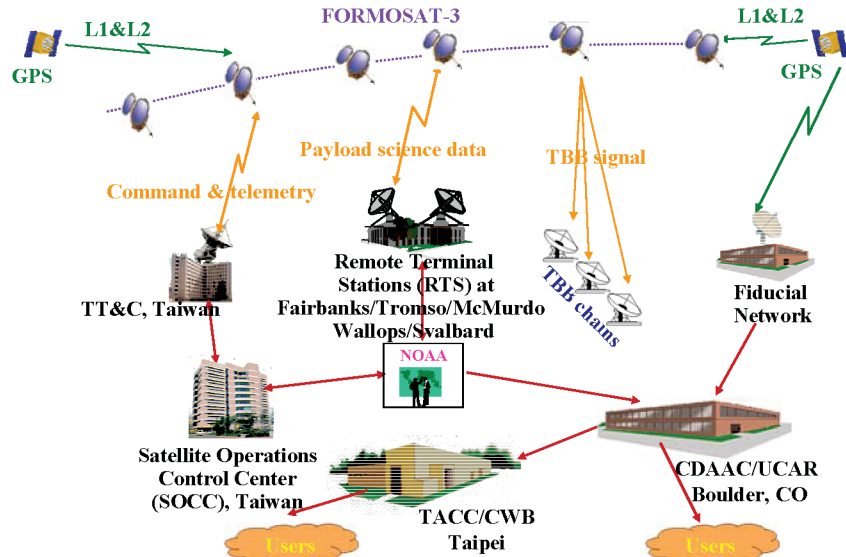 FORMOSAT-3
L1&L2
L1&L2
GPS
GPS
Payload science data
TBB signal
Command & telemetry
Remote Terminal
Stations (RTS) at
Fairbanks/Tromso/McMurdo
Wallops/Svalbard
TBB chains
TT&C, Taiwan
Fiducial
Network
NOAA
Satellite Operations
Control Center
(SOCC), Taiwan
CDAAC/UCAR
Boulder, CO
TACC/CWB
Taipei
Users
Users